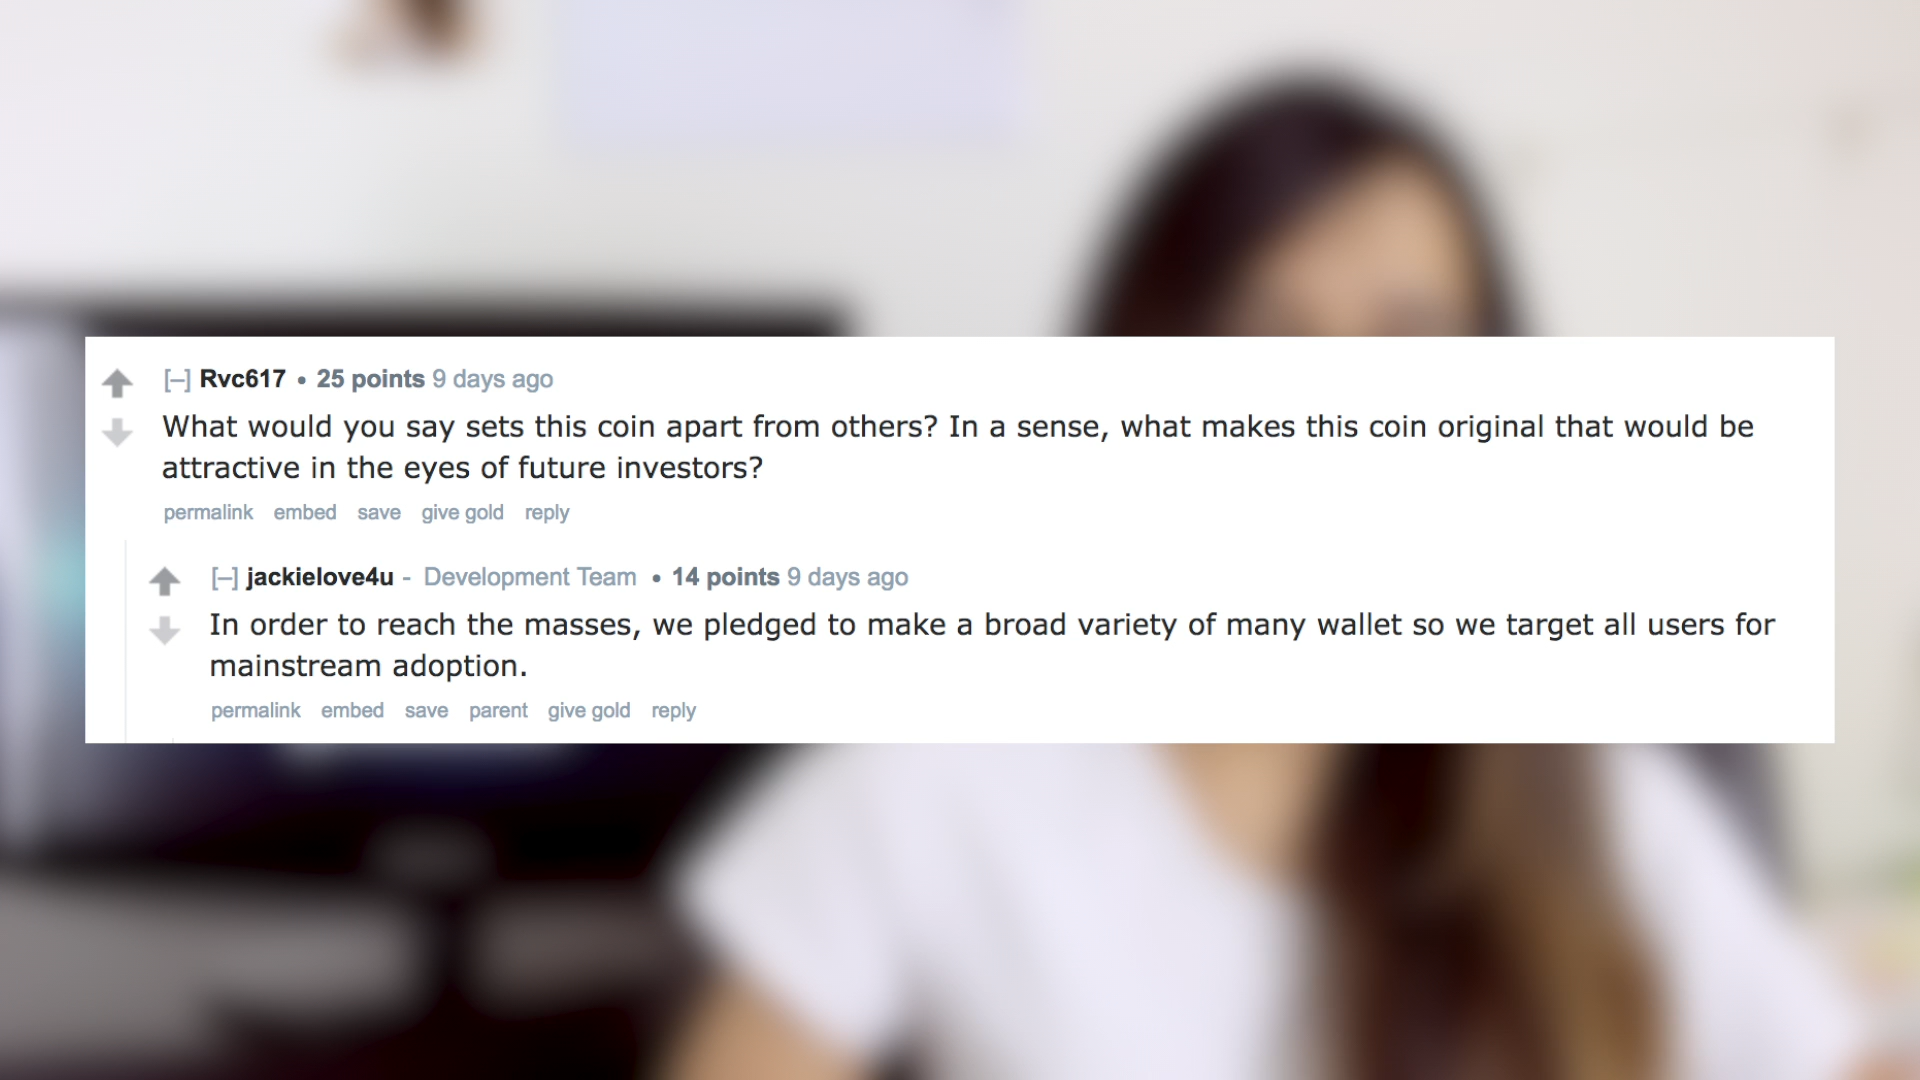 [–] Rvc617 • 25 points 9 days ago
What would you say sets this coin apart from others? In a sense, what makes this coin original that would be
attractive in the eyes of future investors?
permalink embed save give gold reply
[–] jackielove4u - Development Team • 14 points 9 days ago
In order to reach the masses, we pledged to make a broad variety of many wallet so we target all users for
mainstream adoption.
permalink embed save parent give gold reply